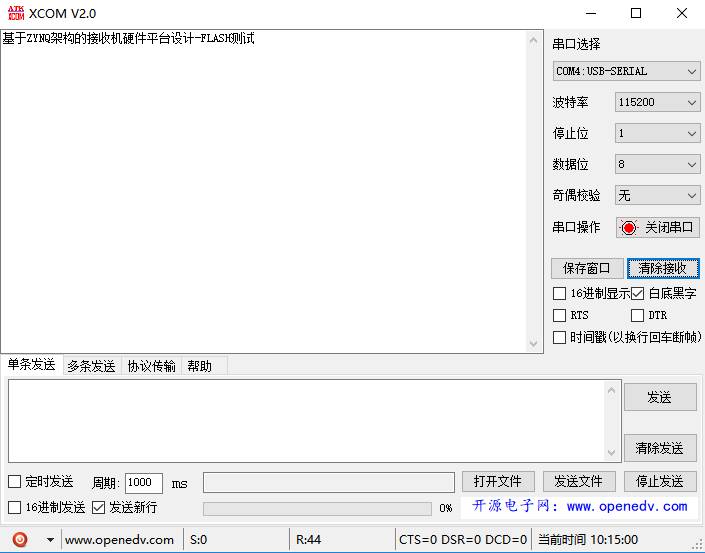 ATK XCOM XCOM V2.0
基于ZYNQ架构的接收机硬件平台设计-FLASH测试
串口选择
COM4:USB-SERIAL
波特率 115200
停止位 1
数据位 8
奇偶校验 无
串口操作 关闭串口
保存窗口 清除接收
16进制显示 白底黑字
RTS DTR
时间戳(以换行回车断帧)
单条发送 多条发送 协议传输 帮助
发送
清除发送
定时发送 周期: 1000 ms 打开文件 发送文件 停止发送
16进制发送 发送新行 0% 开源电子网: www.openedv.com
www.openedv.com S:0 R:44 CTS=0 DSR=0 DCD=0 当前时间 10:15:00